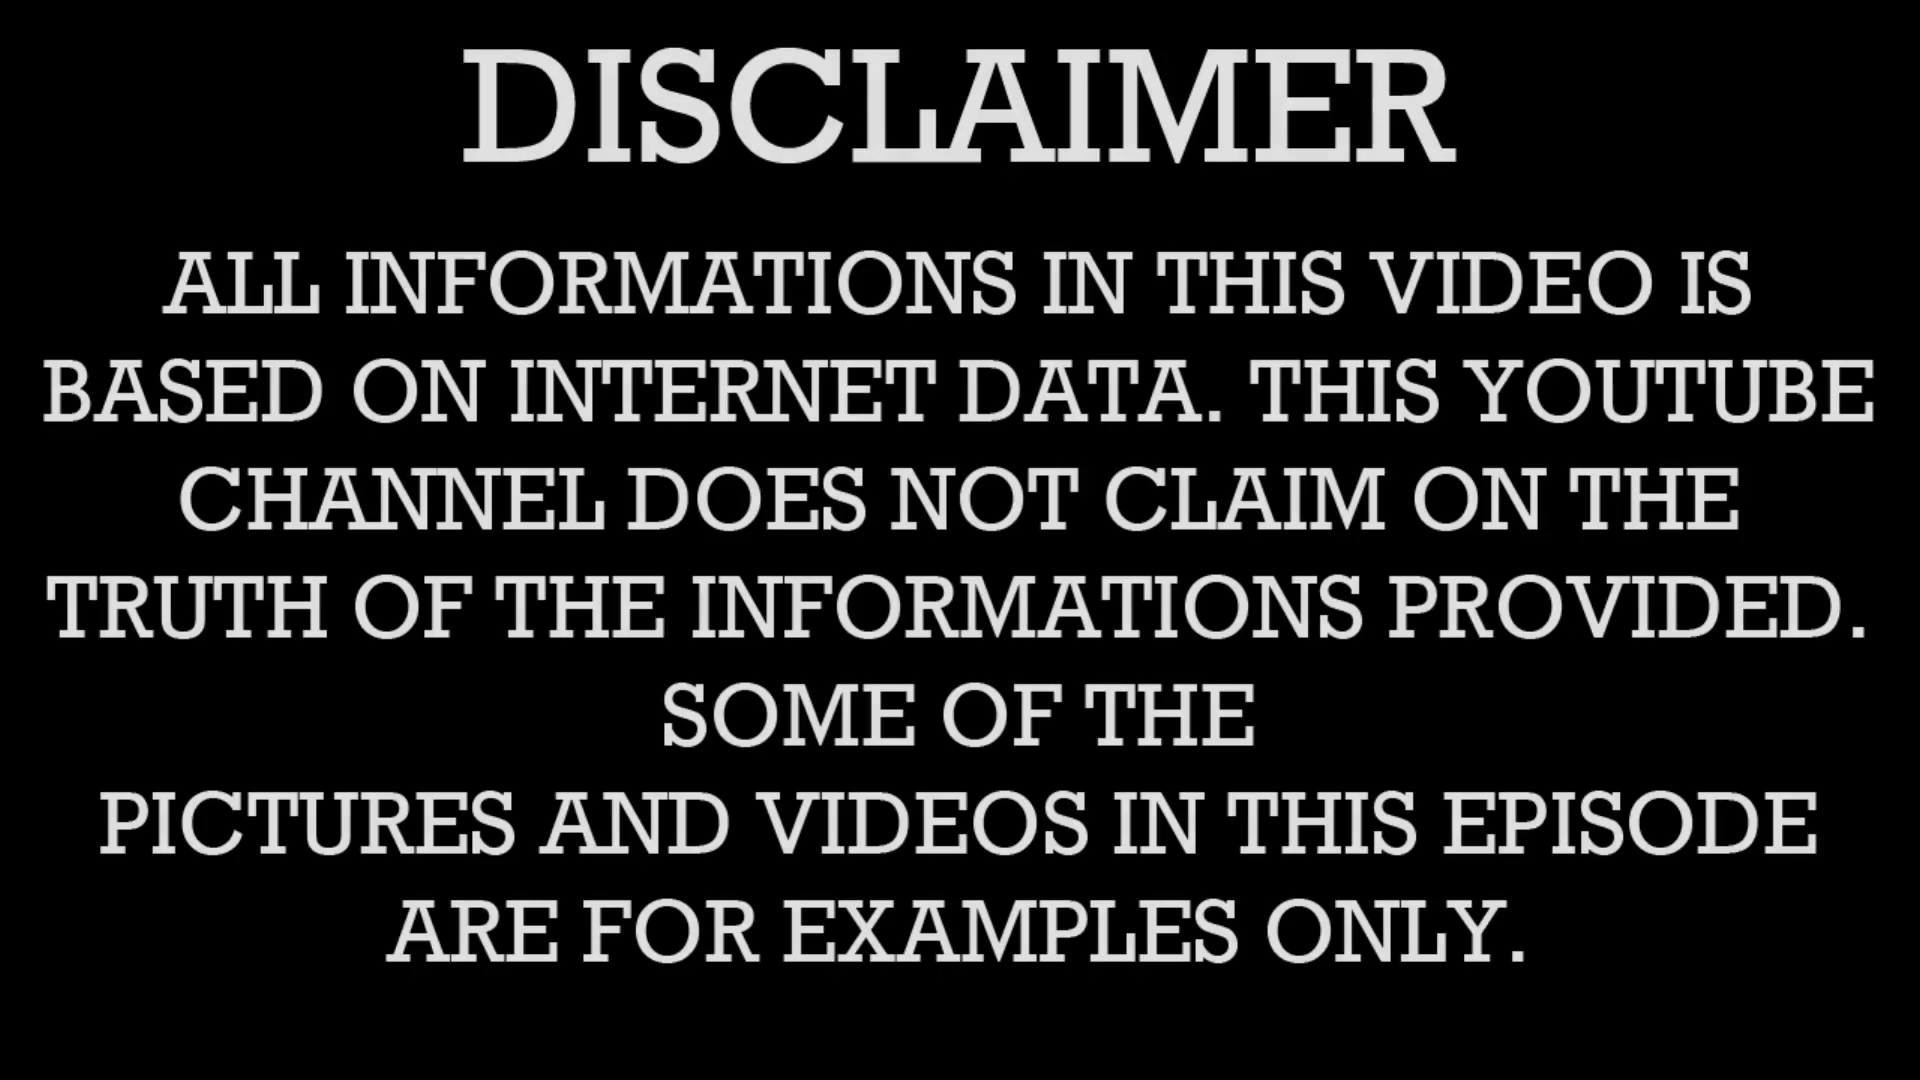 DISCLAIMER
ALL INFORMATIONS IN THIS VIDEO IS
BASED ON INTERNET DATA. THIS YOUTUBE
CHANNEL DOES NOT CLAIM ON THE
TRUTH OF THE INFORMATIONS PROVIDED.
SOME OF THE
PICTURES AND VIDEOS IN THIS EPISODE
ARE FOR EXAMPLES ONLY.